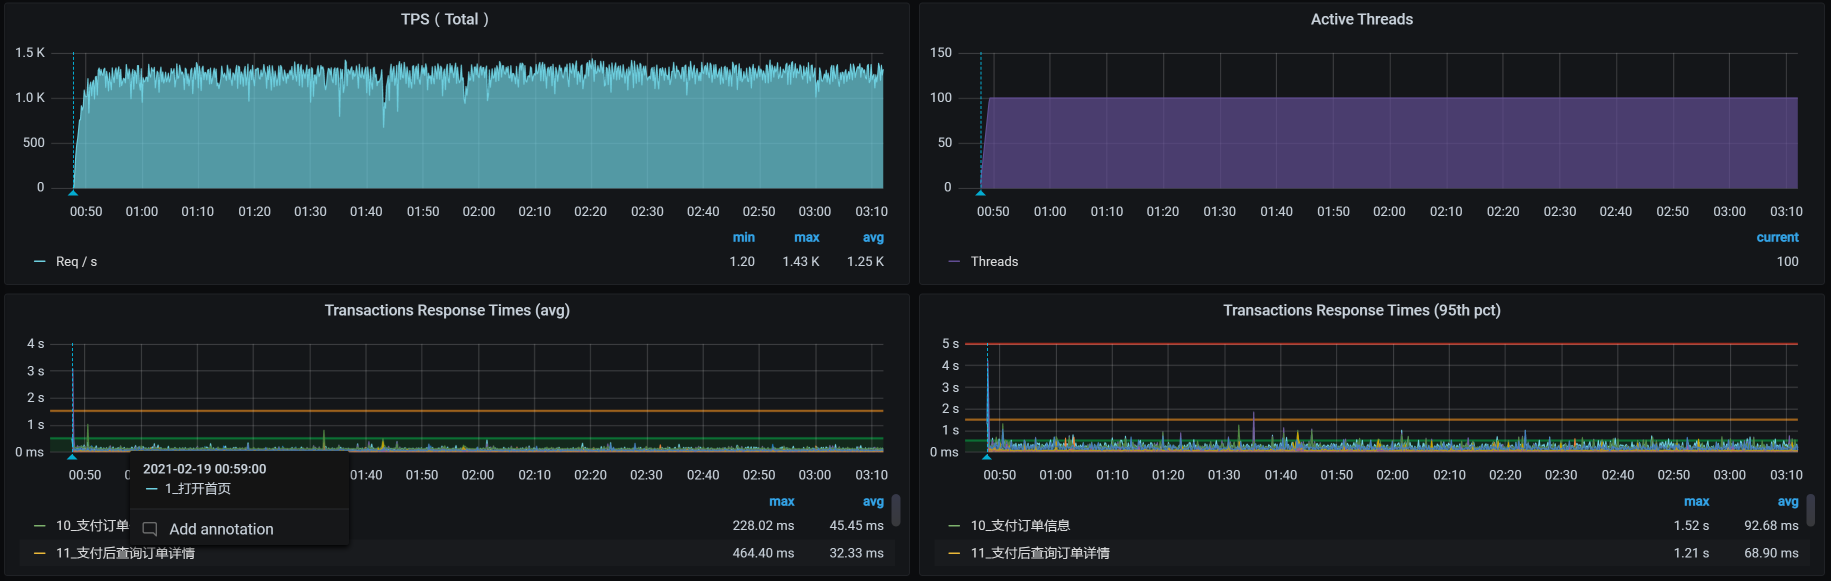 TPS ( Total )
1.5 K
1.0 K
500
0
00:50 01:00 01:10 01:20 01:30 01:40 01:50 02:00 02:10 02:20 02:30 02:40 02:50 03:00 03:10
min max avg
Req / s 1.20 1.43 K 1.25 K
Active Threads
150
100
50
0
00:50 01:00 01:10 01:20 01:30 01:40 01:50 02:00 02:10 02:20 02:30 02:40 02:50 03:00 03:10
current
Threads 100
Transactions Response Times (avg)
4 s
3 s
2 s
1 s
0 ms
00:50 01:40 01:50 02:00 02:10 02:20 02:30 02:40 02:50 03:00 03:10
2021-02-19 00:59:00
1_打开首页
Add annotation
max avg
10_支付订单 228.02 ms 45.45 ms
11_支付后查询订单详情 464.40 ms 32.33 ms
Transactions Response Times (95th pct)
5 s
4 s
3 s
2 s
1 s
0 ms
00:50 01:00 01:10 01:20 01:30 01:40 01:50 02:00 02:10 02:20 02:30 02:40 02:50 03:00 03:10
max avg
10_支付订单信息 1.52 s 92.68 ms
11_支付后查询订单详情 1.21 s 68.90 ms